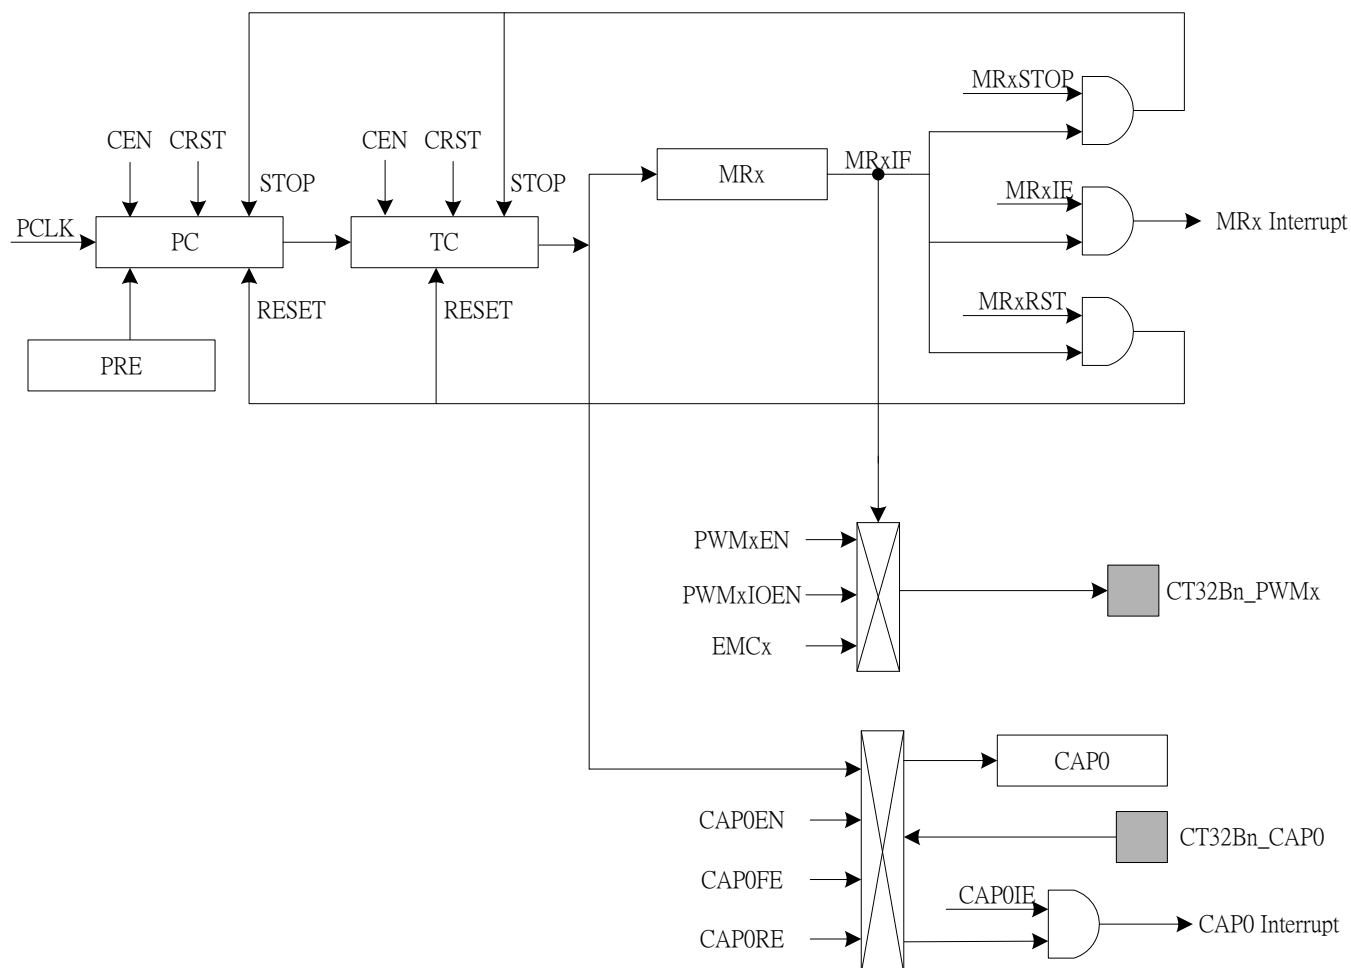 MRxSTOP
CEN
CRST
CEN
CRST
MRxIF
MRx
STOP
STOP
MRxIE
PCLK
PC
TC
MRx Interrupt
RESET
RESET
MRxRST
PRE
PWMxEN
PWMxIOEN
CT32Bn_PWMx
EMCx
CAP0
CAP0EN
CT32Bn_CAP0
CAP0FE
CAP0IE
CAP0RE
CAP0 Interrupt